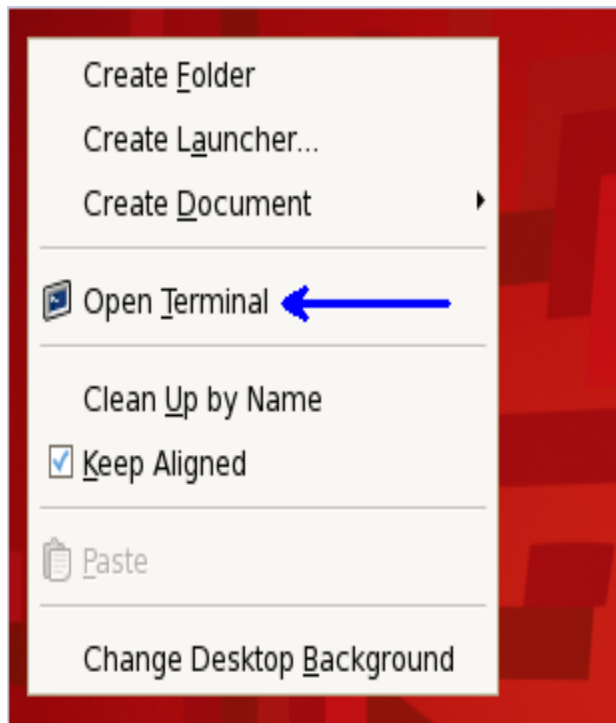 Create Folder
Create Launcher...
Create Document
Open Terminal
Clean Up by Name
Keep Aligned
Paste
Change Desktop Background